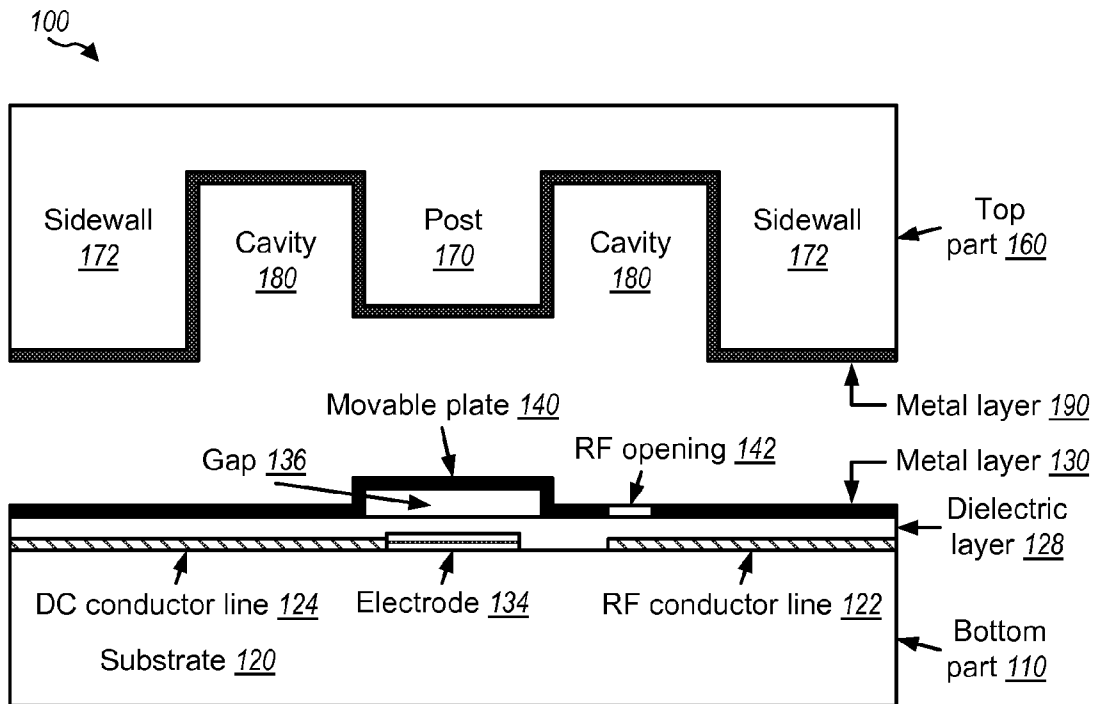 100
Sidewall
172
Cavity
180
Post
170
Cavity
180
Sidewall
172
Top
part 160
Metal layer 190
Movable plate 140
Gap 136
RF opening 142
Metal layer 130
Dielectric
layer 128
DC conductor line 124
Electrode 134
RF conductor line 122
Substrate 120
Bottom
part 110